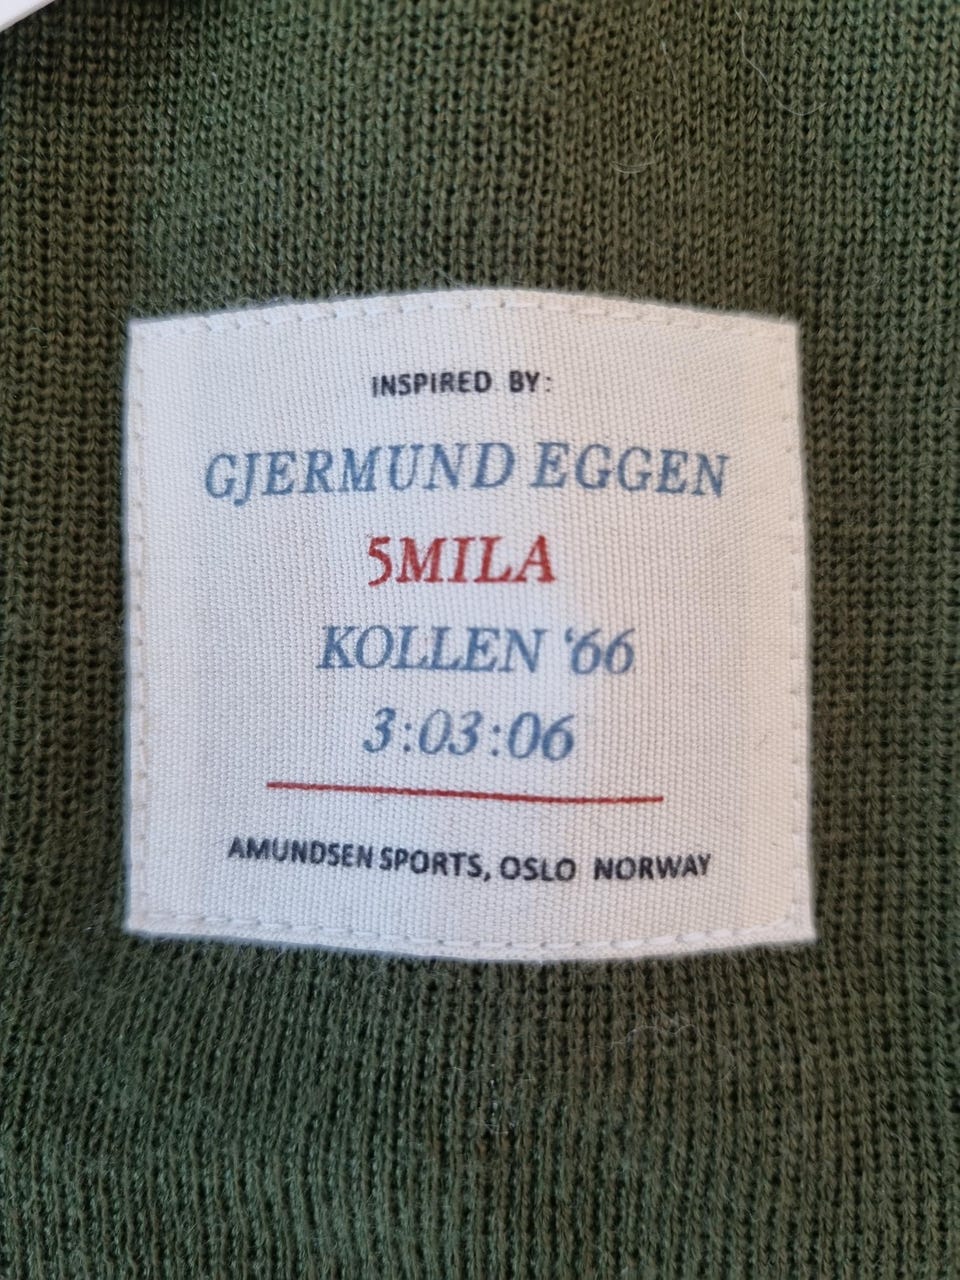 INSPIRED BY:
GJERMUND EGGEN
5MILA
KOLLEN '66
3:03:06
AMUNDSEN SPORTS, OSLO NORWAY